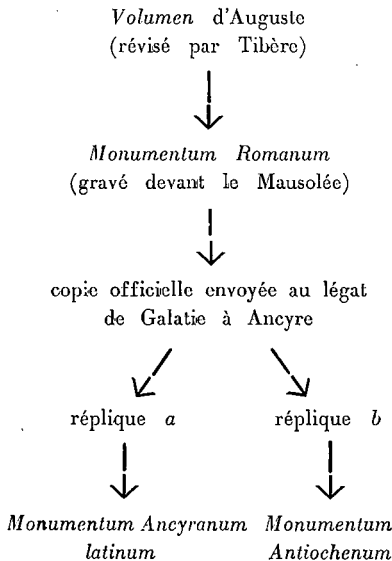 Volumen d'Auguste
(révisé par Tibère)
Monumentum Romanum
(gravé devant le Mausolée)
copie officielle envoyée au légat
de Galatie à Ancyre
réplique a
réplique b
Monumentum Ancyranum
latinum
Monumentum
Antiochenum